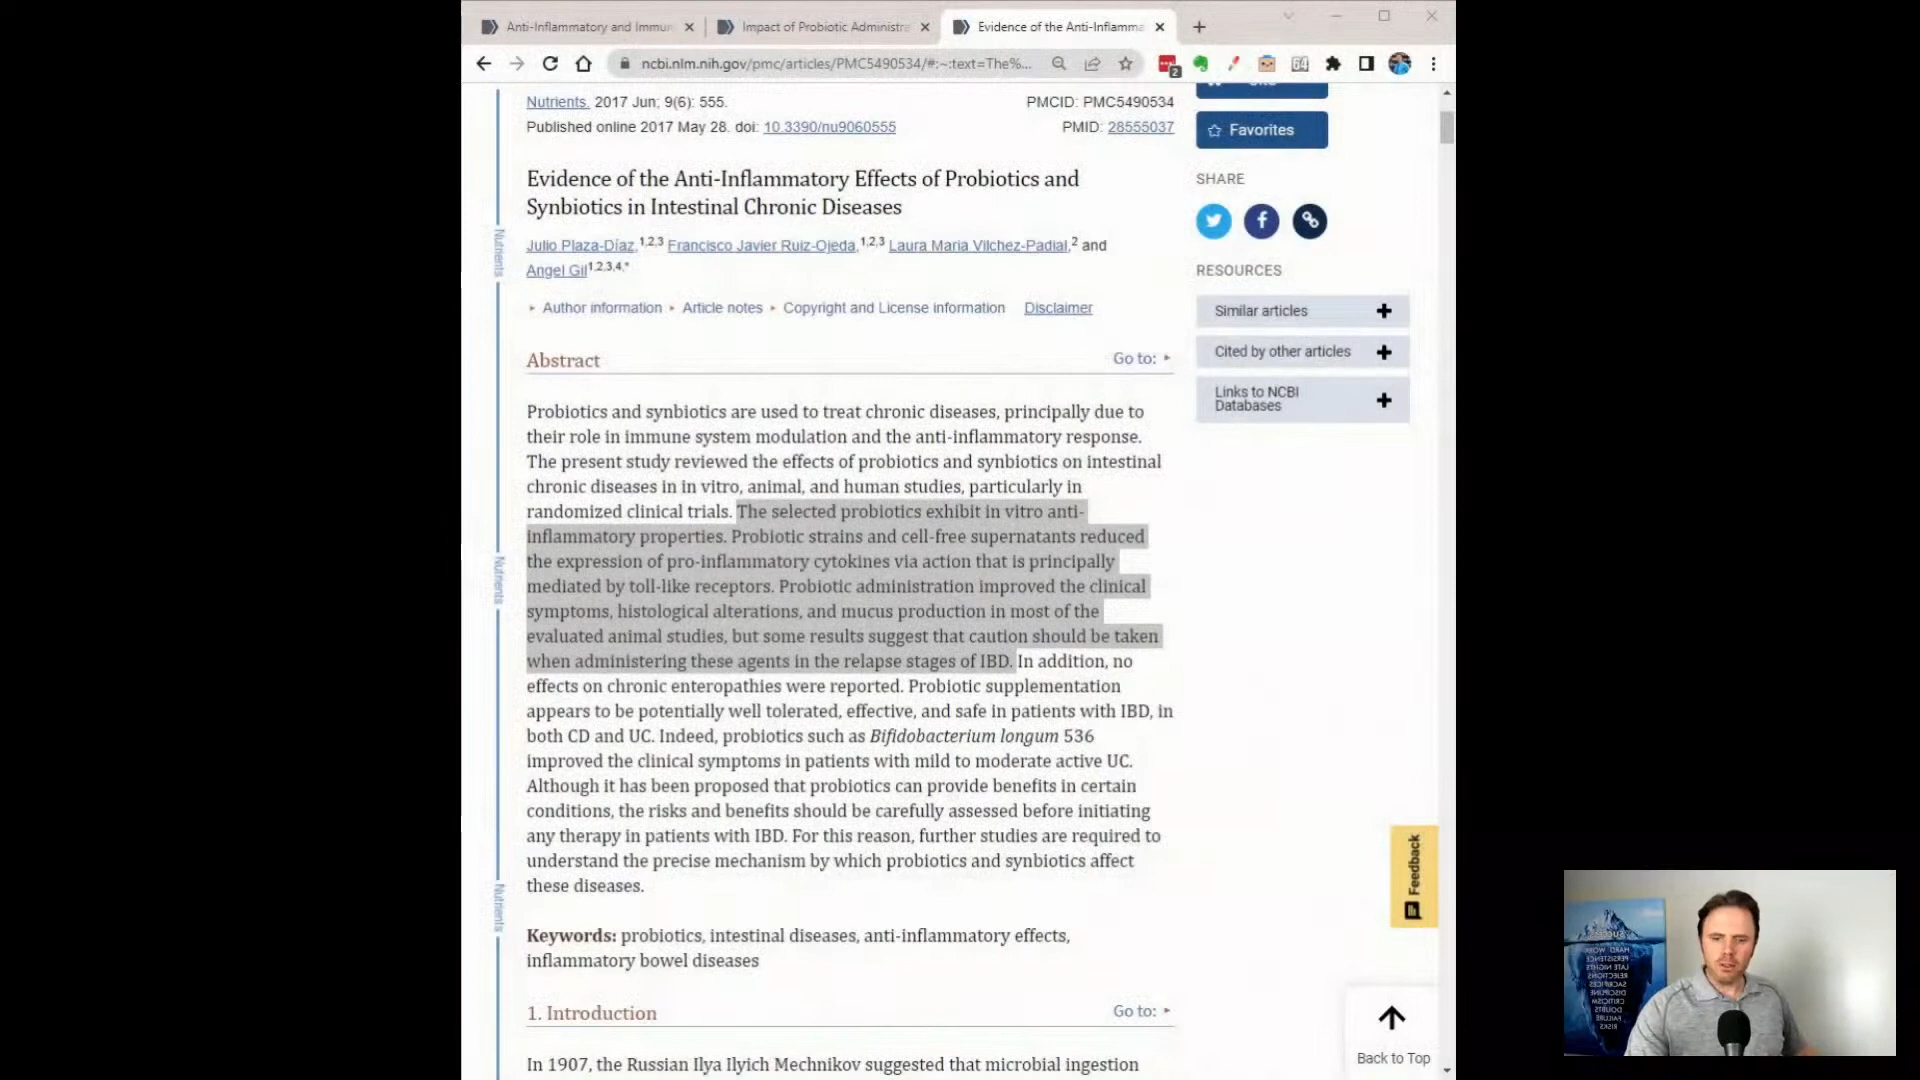 Anti-Inflammatory and Immun
Impact of Probiotic Administra
Evidence of the Anti-Inflamma
ncbi.nlm.nih.gov/pmc/articles/PMC5490534/#:~:text=The%...
2
Nutrients. 2017 Jun; 9(6): 555.
PMCID: PMC5490534
Published online 2017 May 28. doi: 10.3390/nu9060555
PMID: 28555037
Favorites
Evidence of the Anti-Inflammatory Effects of Probiotics and
Synbiotics in Intestinal Chronic Diseases
SHARE
Julio Plaza-Díaz,1,2,3 Francisco Javier Ruiz-Ojeda,1,2,3 Laura Maria Vilchez-Padial,2 and
Angel Gil1,2,3,4,*
RESOURCES
Author information
Article notes
Copyright and License information
Disclaimer
Similar articles
Cited by other articles
Links to NCBI
Databases
Abstract
Go to:
Probiotics and synbiotics are used to treat chronic diseases, principally due to
their role in immune system modulation and the anti-inflammatory response.
The present study reviewed the effects of probiotics and synbiotics on intestinal
chronic diseases in in vitro, animal, and human studies, particularly in
randomized clinical trials. The selected probiotics exhibit in vitro anti-
inflammatory properties. Probiotic strains and cell-free supernatants reduced
the expression of pro-inflammatory cytokines via action that is principally
mediated by toll-like receptors. Probiotic administration improved the clinical
symptoms, histological alterations, and mucus production in most of the
evaluated animal studies, but some results suggest that caution should be taken
when administering these agents in the relapse stages of IBD. In addition, no
effects on chronic enteropathies were reported. Probiotic supplementation
appears to be potentially well tolerated, effective, and safe in patients with IBD, in
both CD and UC. Indeed, probiotics such as Bifidobacterium longum 536
improved the clinical symptoms in patients with mild to moderate active UC.
Although it has been proposed that probiotics can provide benefits in certain
conditions, the risks and benefits should be carefully assessed before initiating
any therapy in patients with IBD. For this reason, further studies are required to
understand the precise mechanism by which probiotics and synbiotics affect
these diseases.
Keywords: probiotics, intestinal diseases, anti-inflammatory effects,
inflammatory bowel diseases
1. Introduction
Go to:
In 1907, the Russian Ilya Ilyich Mechnikov suggested that microbial ingestion
Nutrients
Nutrients
Nutrients
Feedback
Back to Top
SUCCESS
HARD WORK
PERSISTENCE
LATE NIGHTS
REJECTIONS
SACRIFICES
DISCIPLINE
CRITICISM
DOUBTS
FAILURE
RISKS